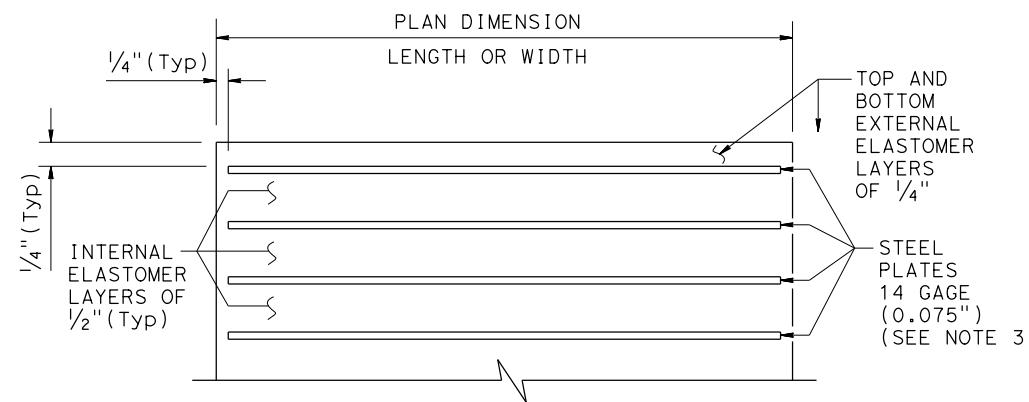 PLAN DIMENSION
LENGTH OR WIDTH
1/4"(Typ)
TOP AND
BOTTOM
EXTERNAL
ELASTOMER
LAYERS
OF 1/4"
1/4"(Typ)
INTERNAL
ELASTOMER
LAYERS OF
1/2"(Typ)
STEEL
PLATES
14 GAGE
(0.075")
(SEE NOTE 3